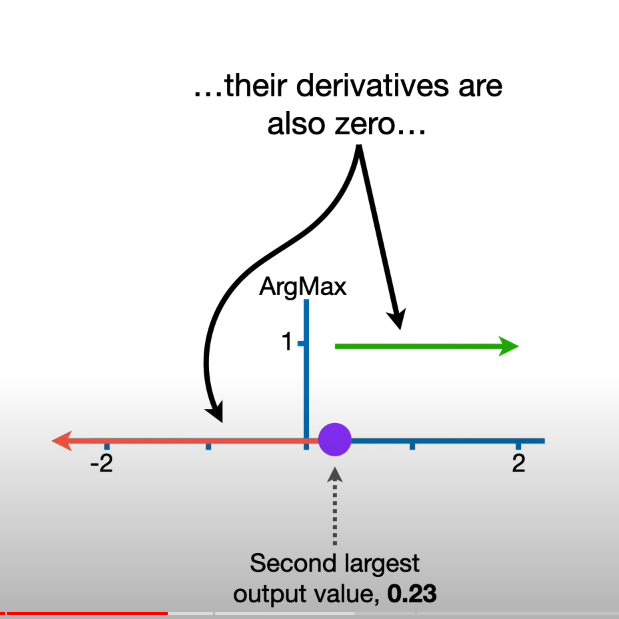 ...their derivatives are
also zero...
ArgMax
1
-2
2
Second largest
output value, 0.23